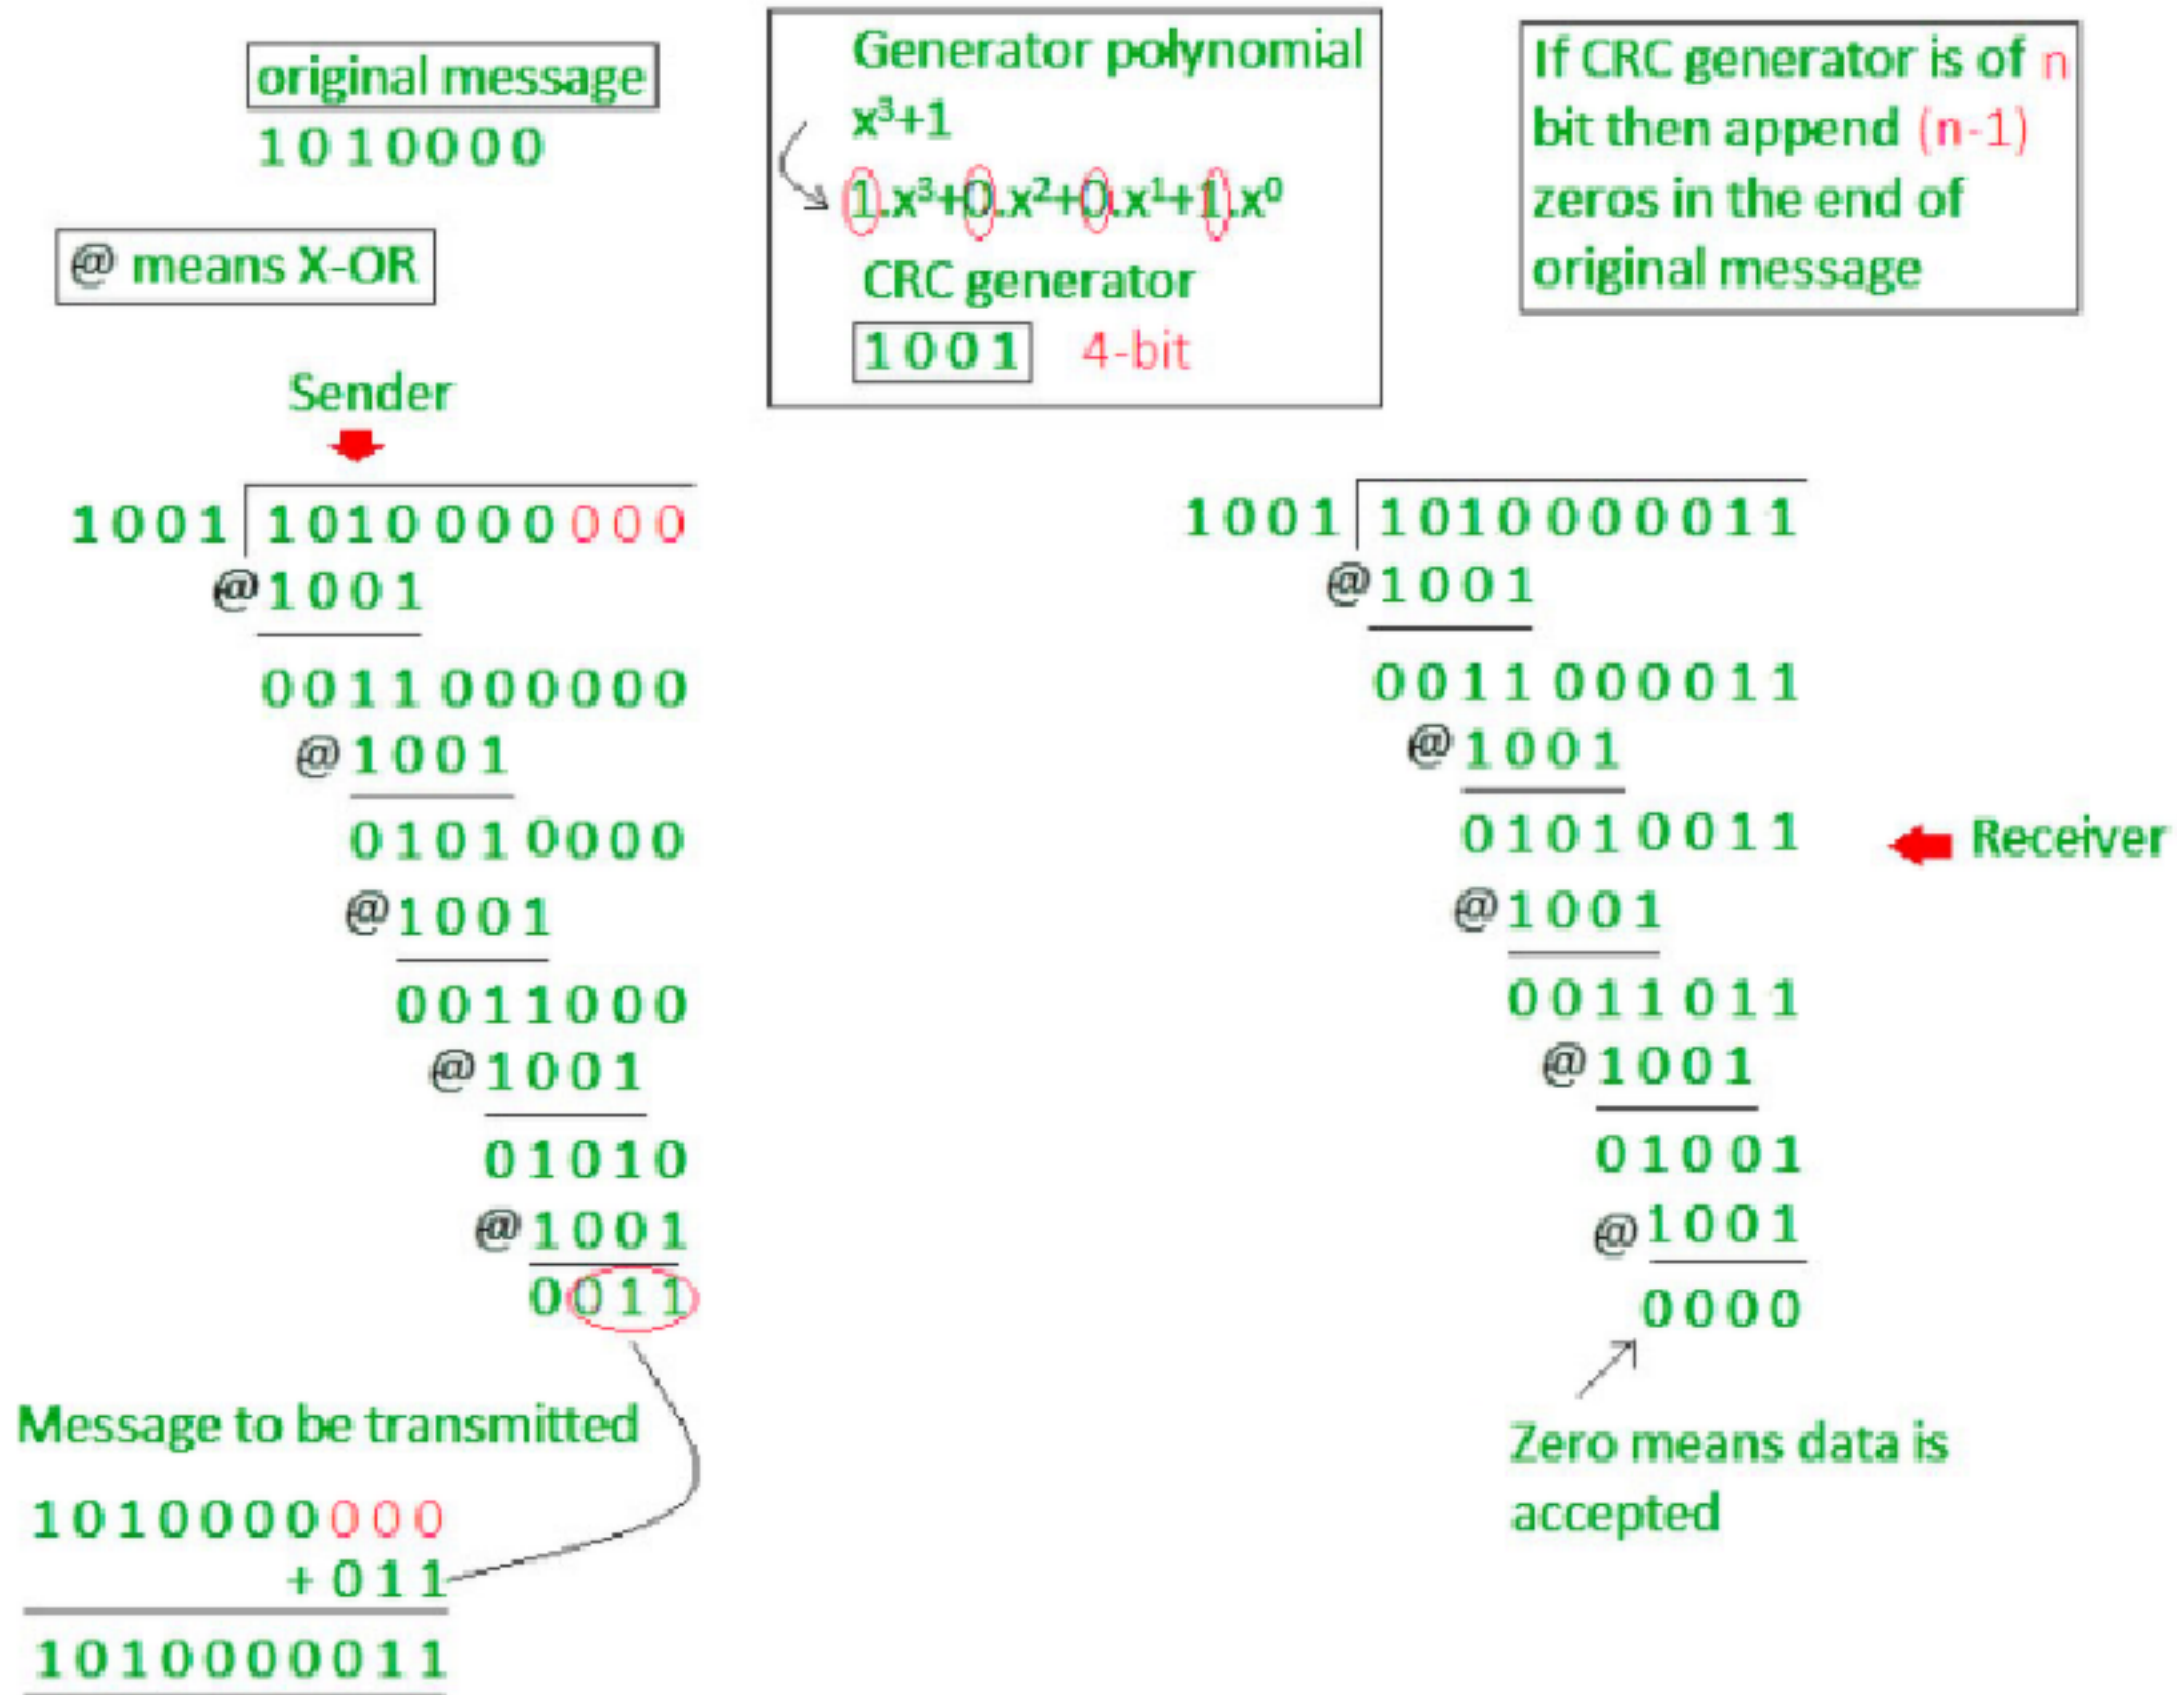 original message
1010000
@ means X-OR
Generator polynomial
x³+1
1.x³+0.x²+0.x¹+1.x⁰
CRC generator
1001 4-bit
If CRC generator is of n
bit then append (n-1)
zeros in the end of
original message
Sender
1001 1010000000
@1001
0011000000
@1001
01010000
@1001
0011000
@1001
01010
@1001
0011
Message to be transmitted
1010000000
+011
1010000011
1001 1010000011
@1001
0011000011
@1001
01010011
Receiver
@1001
0011011
@1001
01001
@1001
0000
Zero means data is
accepted